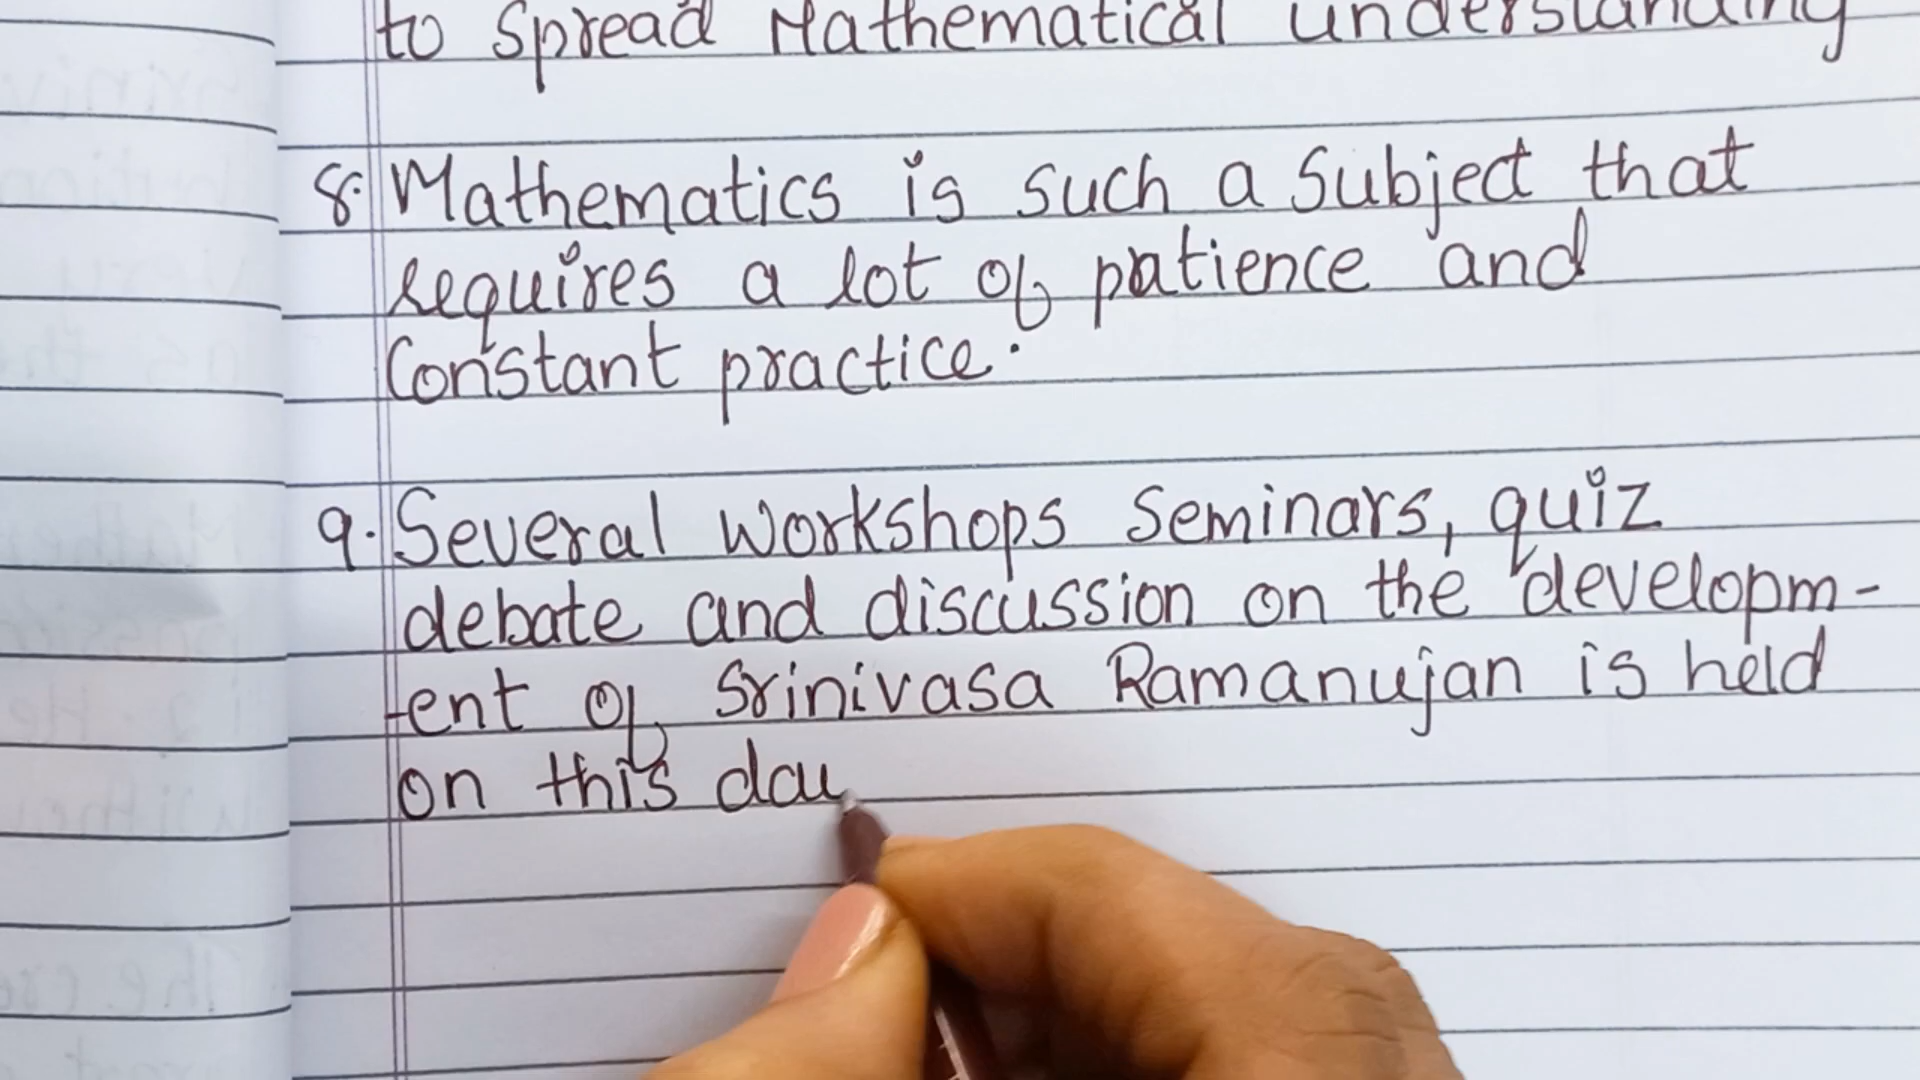 to Spread Mathematical understanding
8. Mathematics is such a Subject that
requires a lot of patience and
Constant practice.
9. Several workshops Seminars, quiz
debate and discussion on the developm-
-ent of Srinivasa Ramanujan is held
on this day